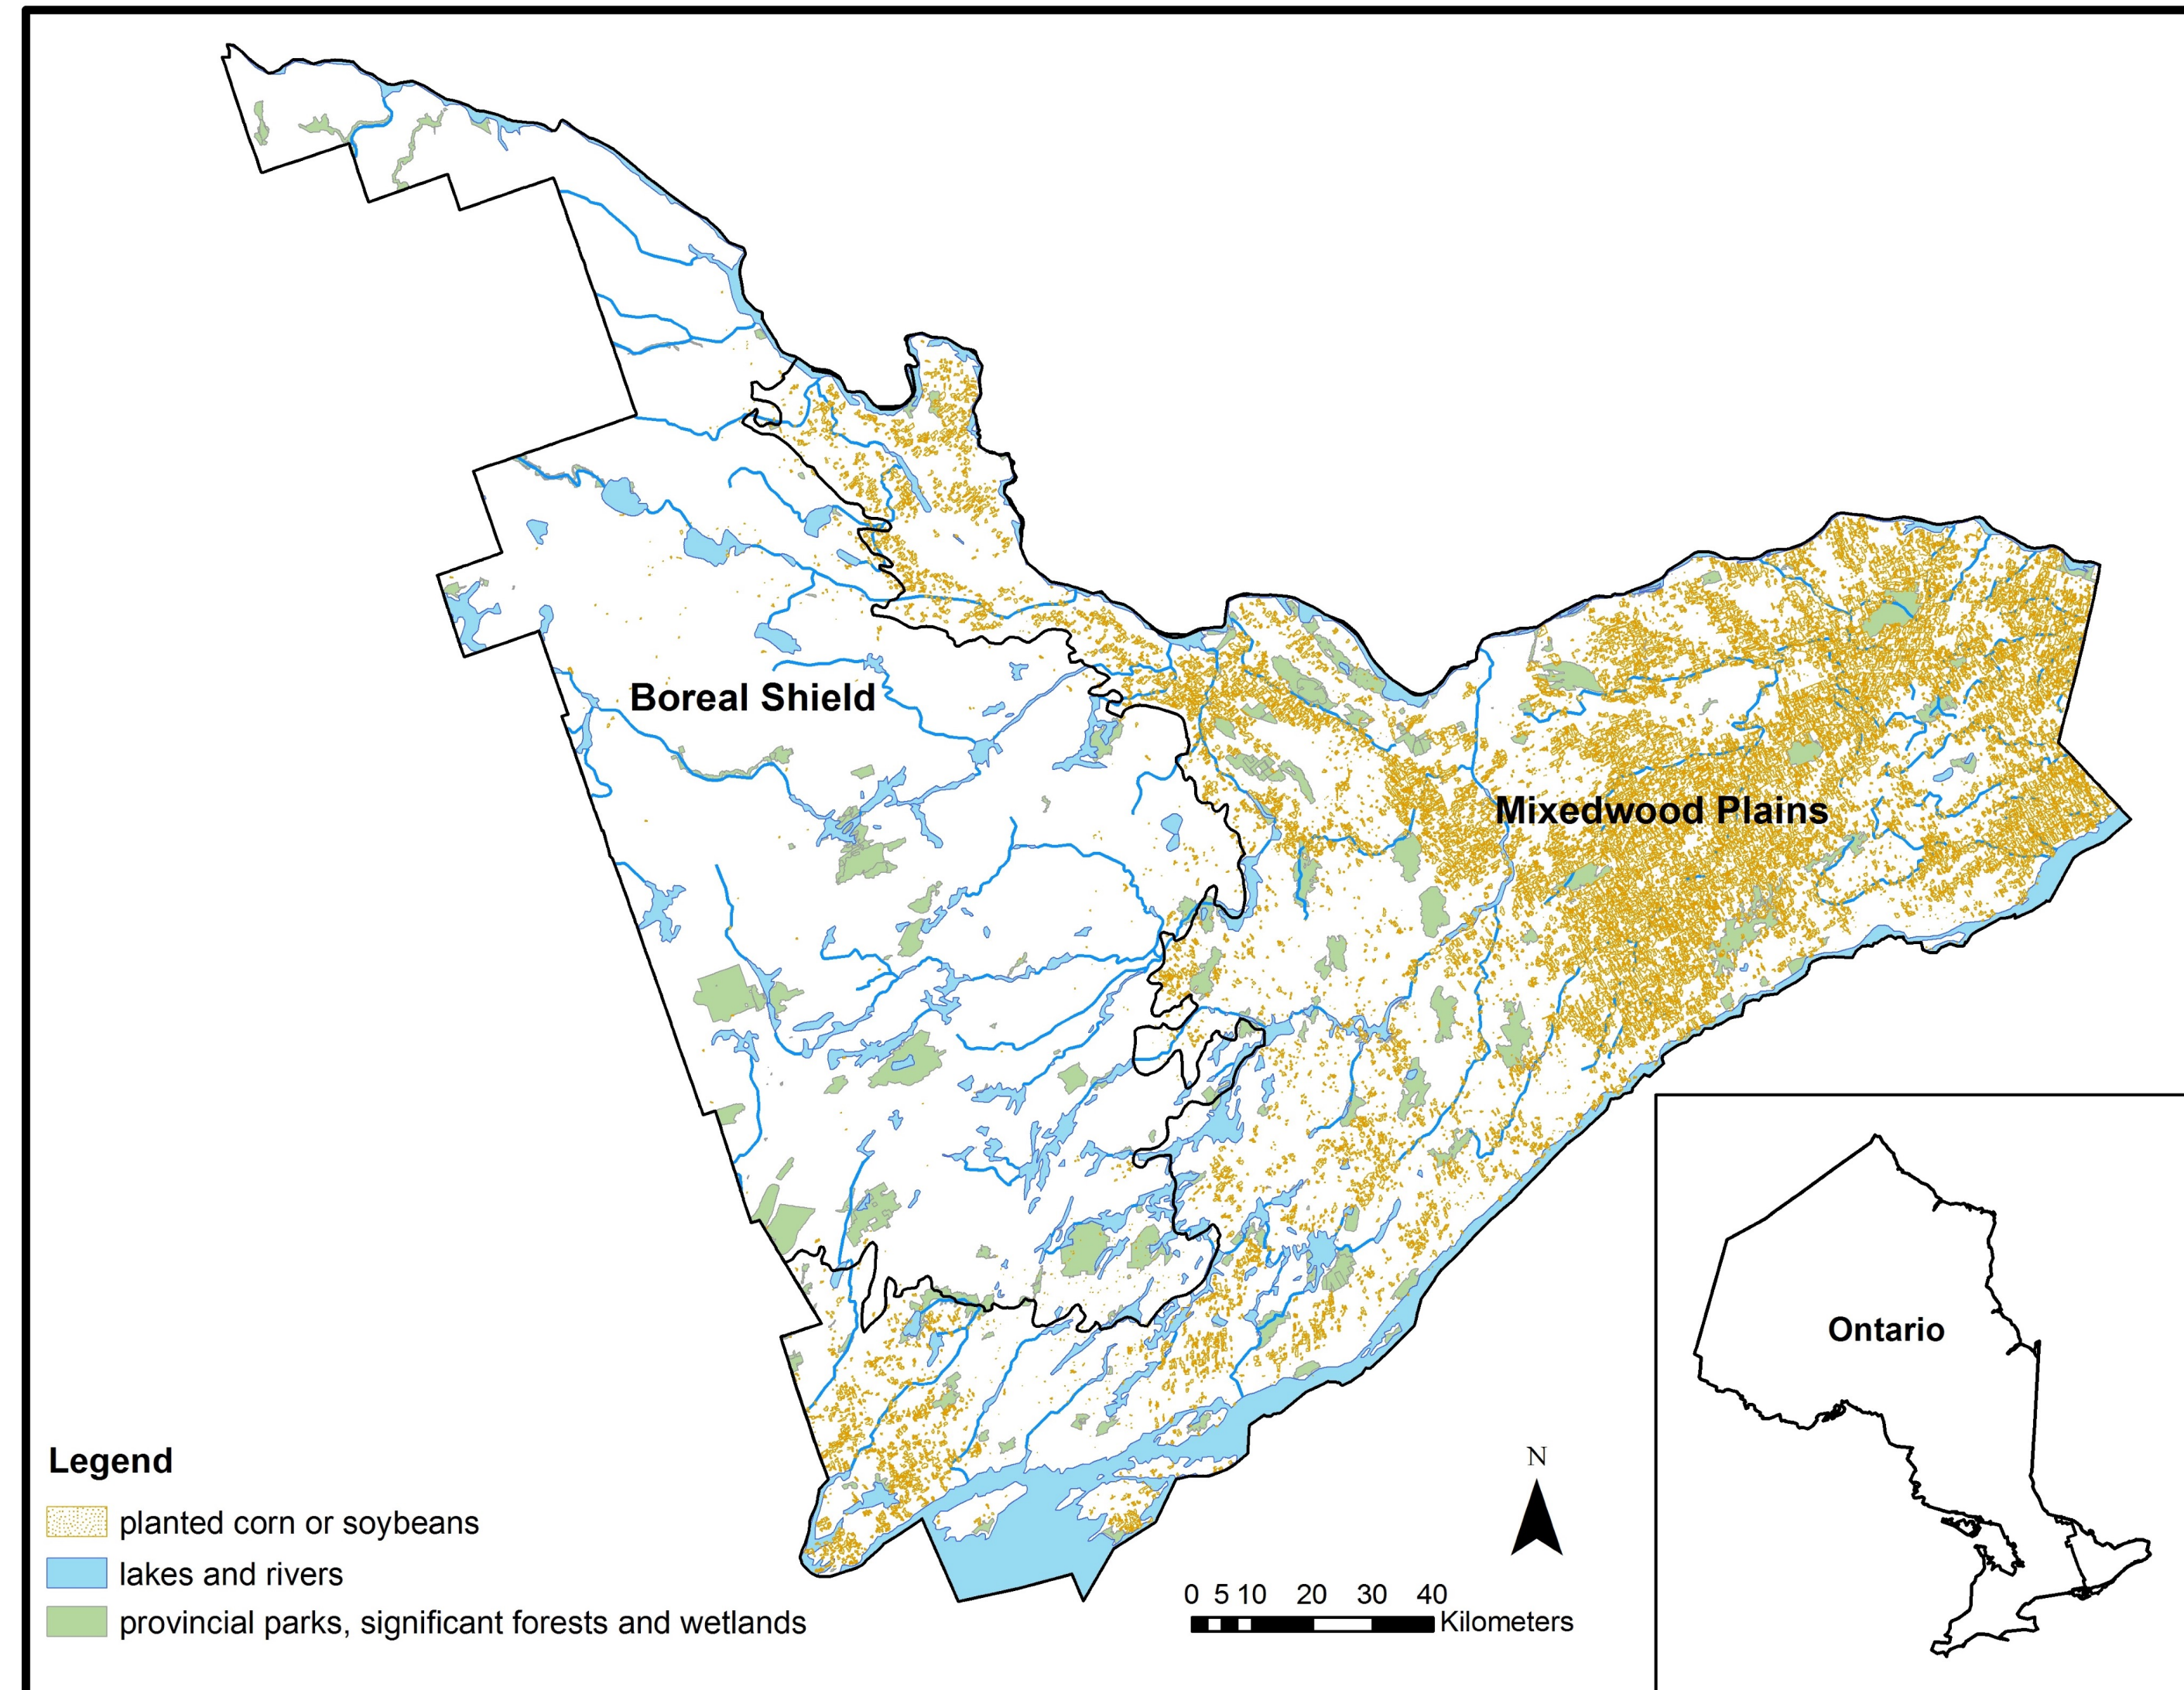 Boreal Shield
Mixedwood Plains
Ontario
Legend
planted corn or soybeans
lakes and rivers
provincial parks, significant forests and wetlands
N
0 5 10 20 30 40
Kilometers